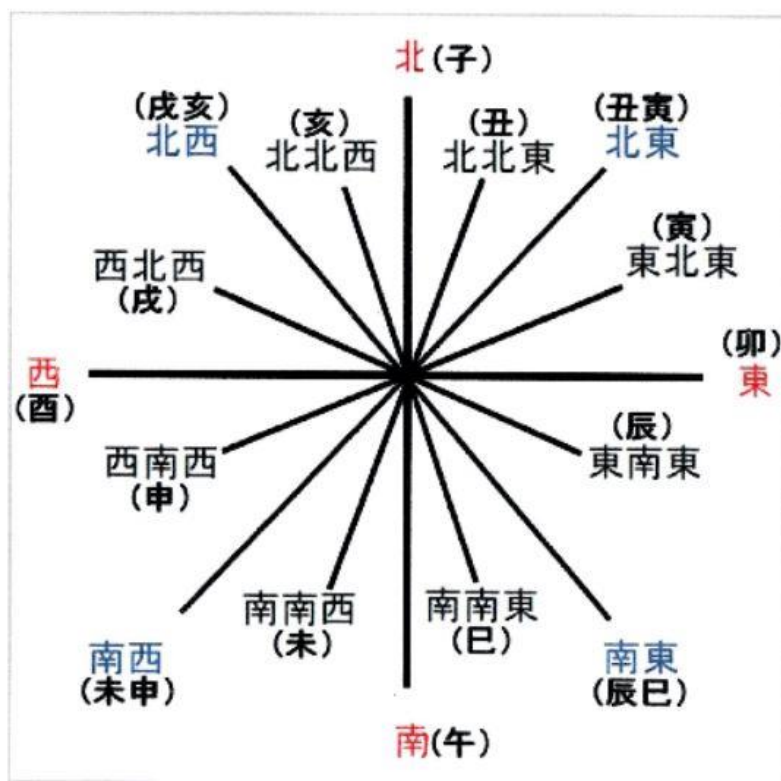 北(子)
(戌亥)
北西
(亥)
北北西
(丑)
北北東
(丑寅)
北東
西北西
(戌)
(寅)
東北東
西
(酉)
(卯)
東
西南西
(申)
(辰)
東南東
南南西
(未)
南南東
(巳)
南西
(未申)
南東
(辰巳)
南(午)